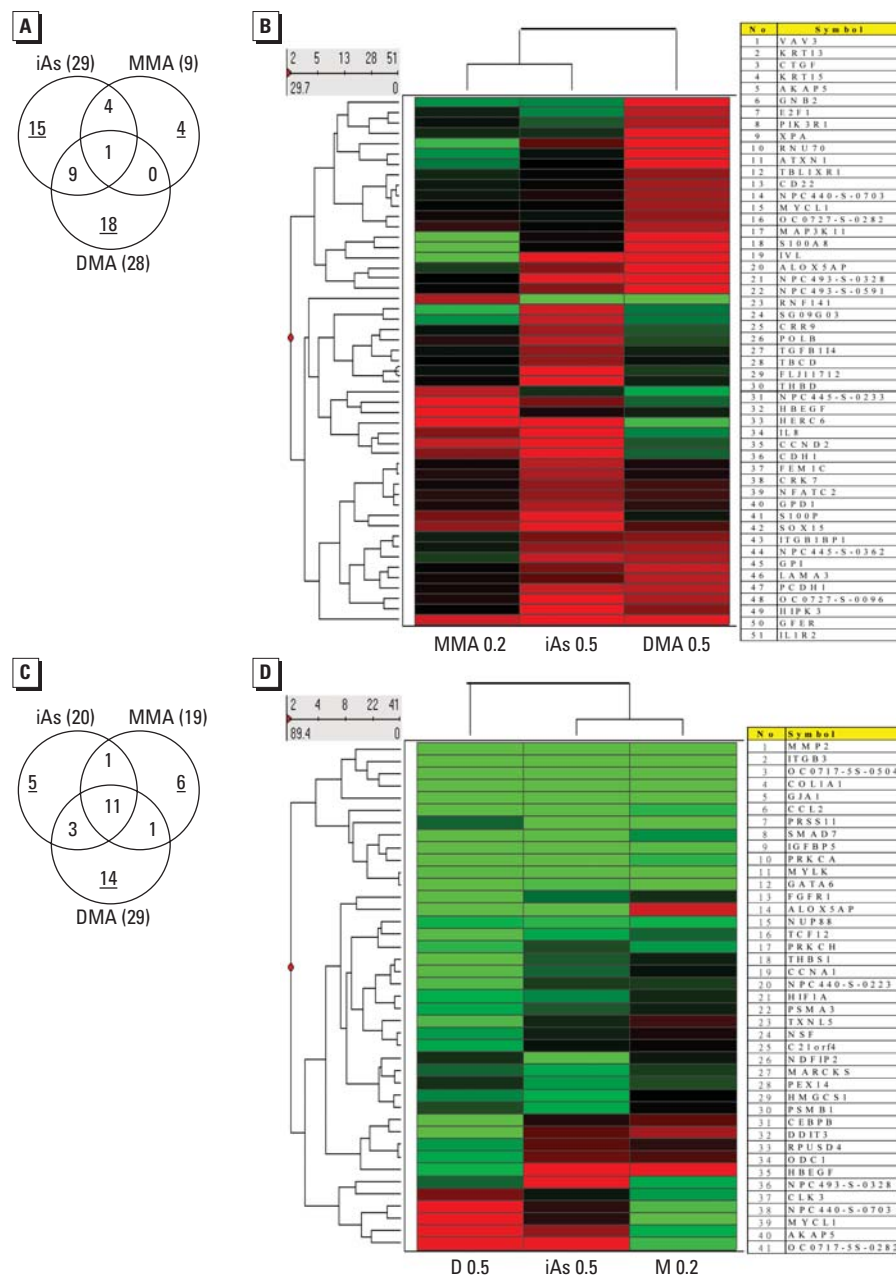 A
iAs (29)
MMA (9)
15
4
4
1
9
0
18
DMA (28)
B
2 5 13 28 51
29.7 0
MMA 0.2 iAs 0.5 DMA 0.5
No Symbol
1 VAV3
2 KRT13
3 CTGF
4 KRT15
5 AKAP5
6 GNB2
7 E2F1
8 PIK3R1
9 XPA
10 RNU70
11 ATXN1
12 TBL1XR1
13 CD22
14 NPC440-S-0703
15 MYCL1
16 OC0727-S-0282
17 MAP3K11
18 S100A8
19 IVL
20 ALOX5AP
21 NPC493-S-0328
22 NPC493-S-0591
23 RNF141
24 SG09G03
25 CRR9
26 POLB
27 TGFB1I4
28 TBCD
29 FLJ11712
30 THBD
31 NPC445-S-0233
32 HBEGF
33 HERC6
34 IL8
35 CCND2
36 CDH1
37 FEM1C
38 CRK7
39 NFATC2
40 GPD1
41 S100P
42 SOX15
43 ITGB1BP1
44 NPC445-S-0362
45 GPI
46 LAMA3
47 PCDH1
48 OC0727-S-0096
49 HIPK3
50 GFER
51 IL1R2
C
iAs (20)
MMA (19)
1
5
6
11
3
1
14
DMA (29)
D
2 4 8 22 41
89.4 0
D 0.5 iAs 0.5 M 0.2
No Symbol
1 MMP2
2 ITGB3
3 OC0717-5S-0504
4 COL1A1
5 GJA1
6 CCL2
7 PRSS11
8 SMAD7
9 IGFBP5
10 PRKCA
11 MYLK
12 GATA6
13 FGFR1
14 ALOX5AP
15 NUP88
16 TCF12
17 PRKCH
18 THBS1
19 CCNA1
20 NPC440-S-0223
21 HIF1A
22 PSMA3
23 TXNL5
24 NSF
25 C21orf4
26 NDFIP2
27 MARCKS
28 PEX14
29 HMGCS1
30 PSMB1
31 CEBPB
32 DDIT3
33 RPUSD4
34 ODC1
35 HBEGF
36 NPC493-S-0328
37 CLK3
38 NPC440-S-0703
39 MYCL1
40 AKAP5
41 OC0717-5S-0282